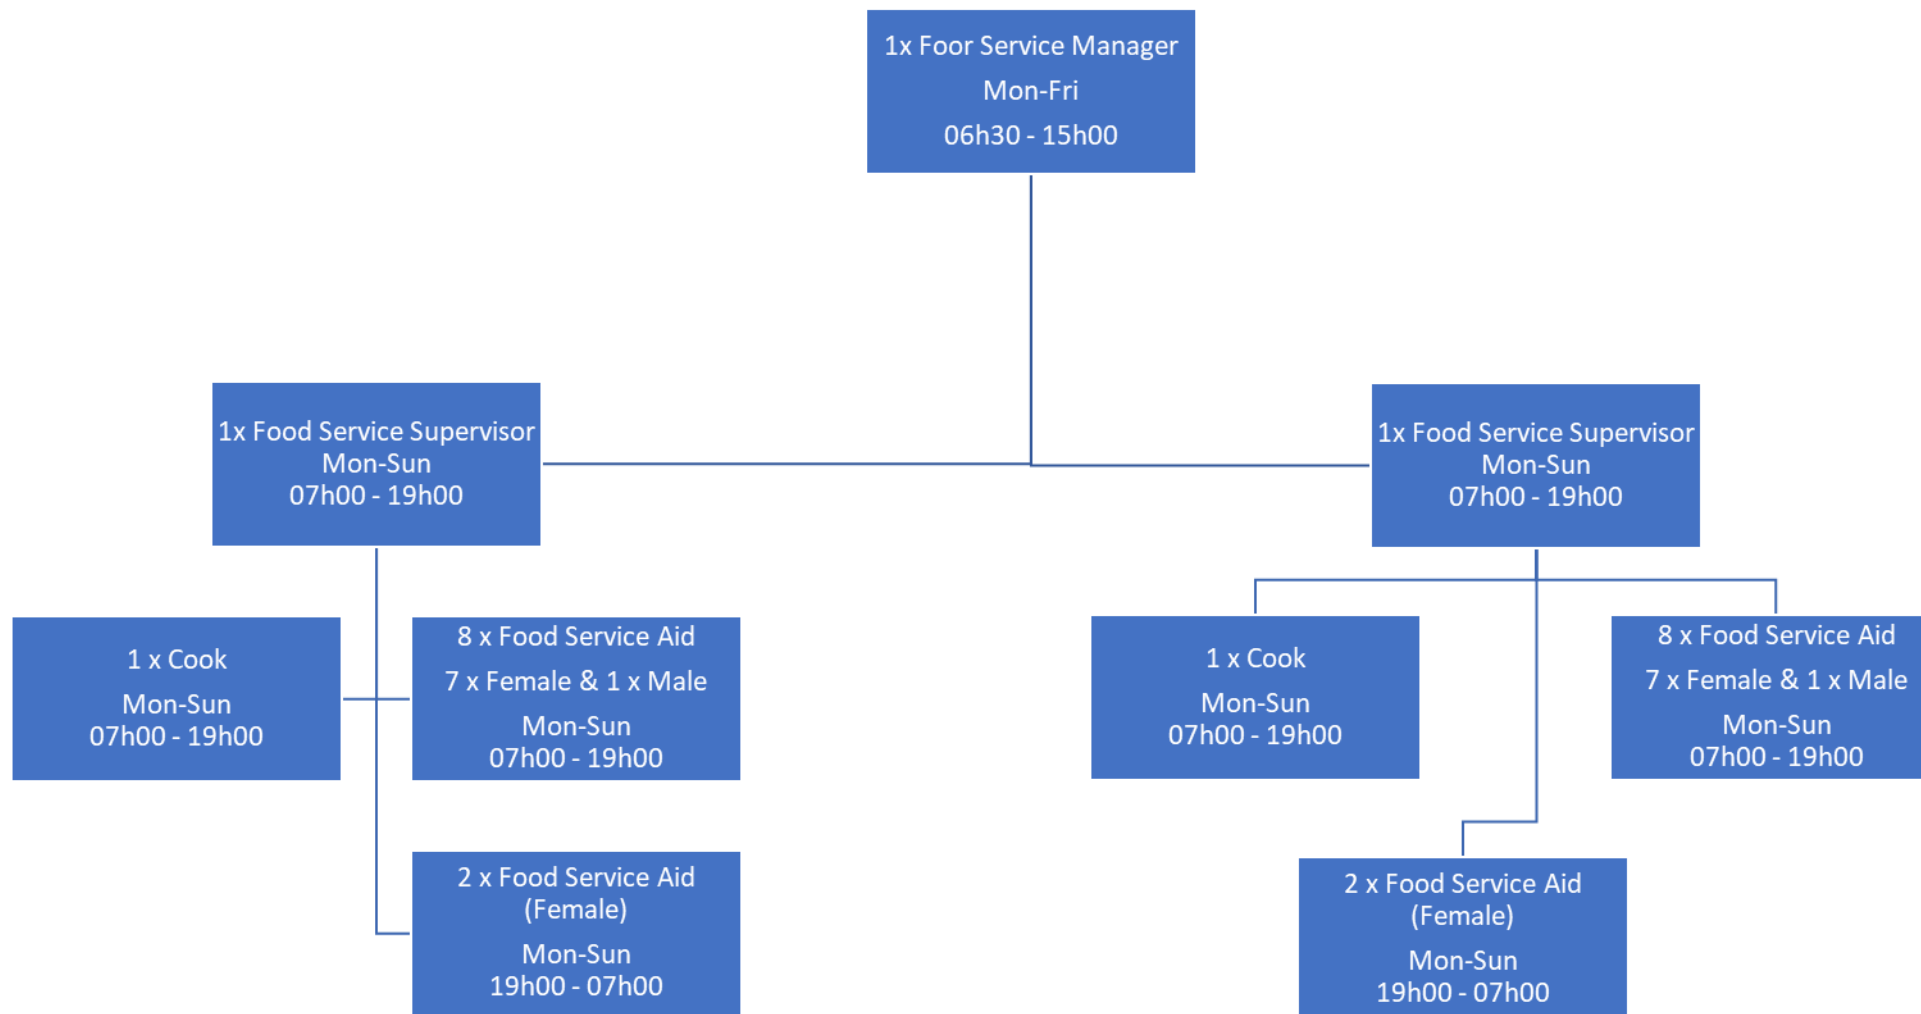 1x Foor Service Manager
Mon-Fri
06h30 - 15h00
1x Food Service Supervisor
Mon-Sun
07h00 - 19h00
1x Food Service Supervisor
Mon-Sun
07h00 - 19h00
1 x Cook
Mon-Sun
07h00 - 19h00
8 x Food Service Aid
7 x Female & 1 x Male
Mon-Sun
07h00 - 19h00
1 x Cook
Mon-Sun
07h00 - 19h00
8 x Food Service Aid
7 x Female & 1 x Male
Mon-Sun
07h00 - 19h00
2 x Food Service Aid
(Female)
Mon-Sun
19h00 - 07h00
2 x Food Service Aid
(Female)
Mon-Sun
19h00 - 07h00